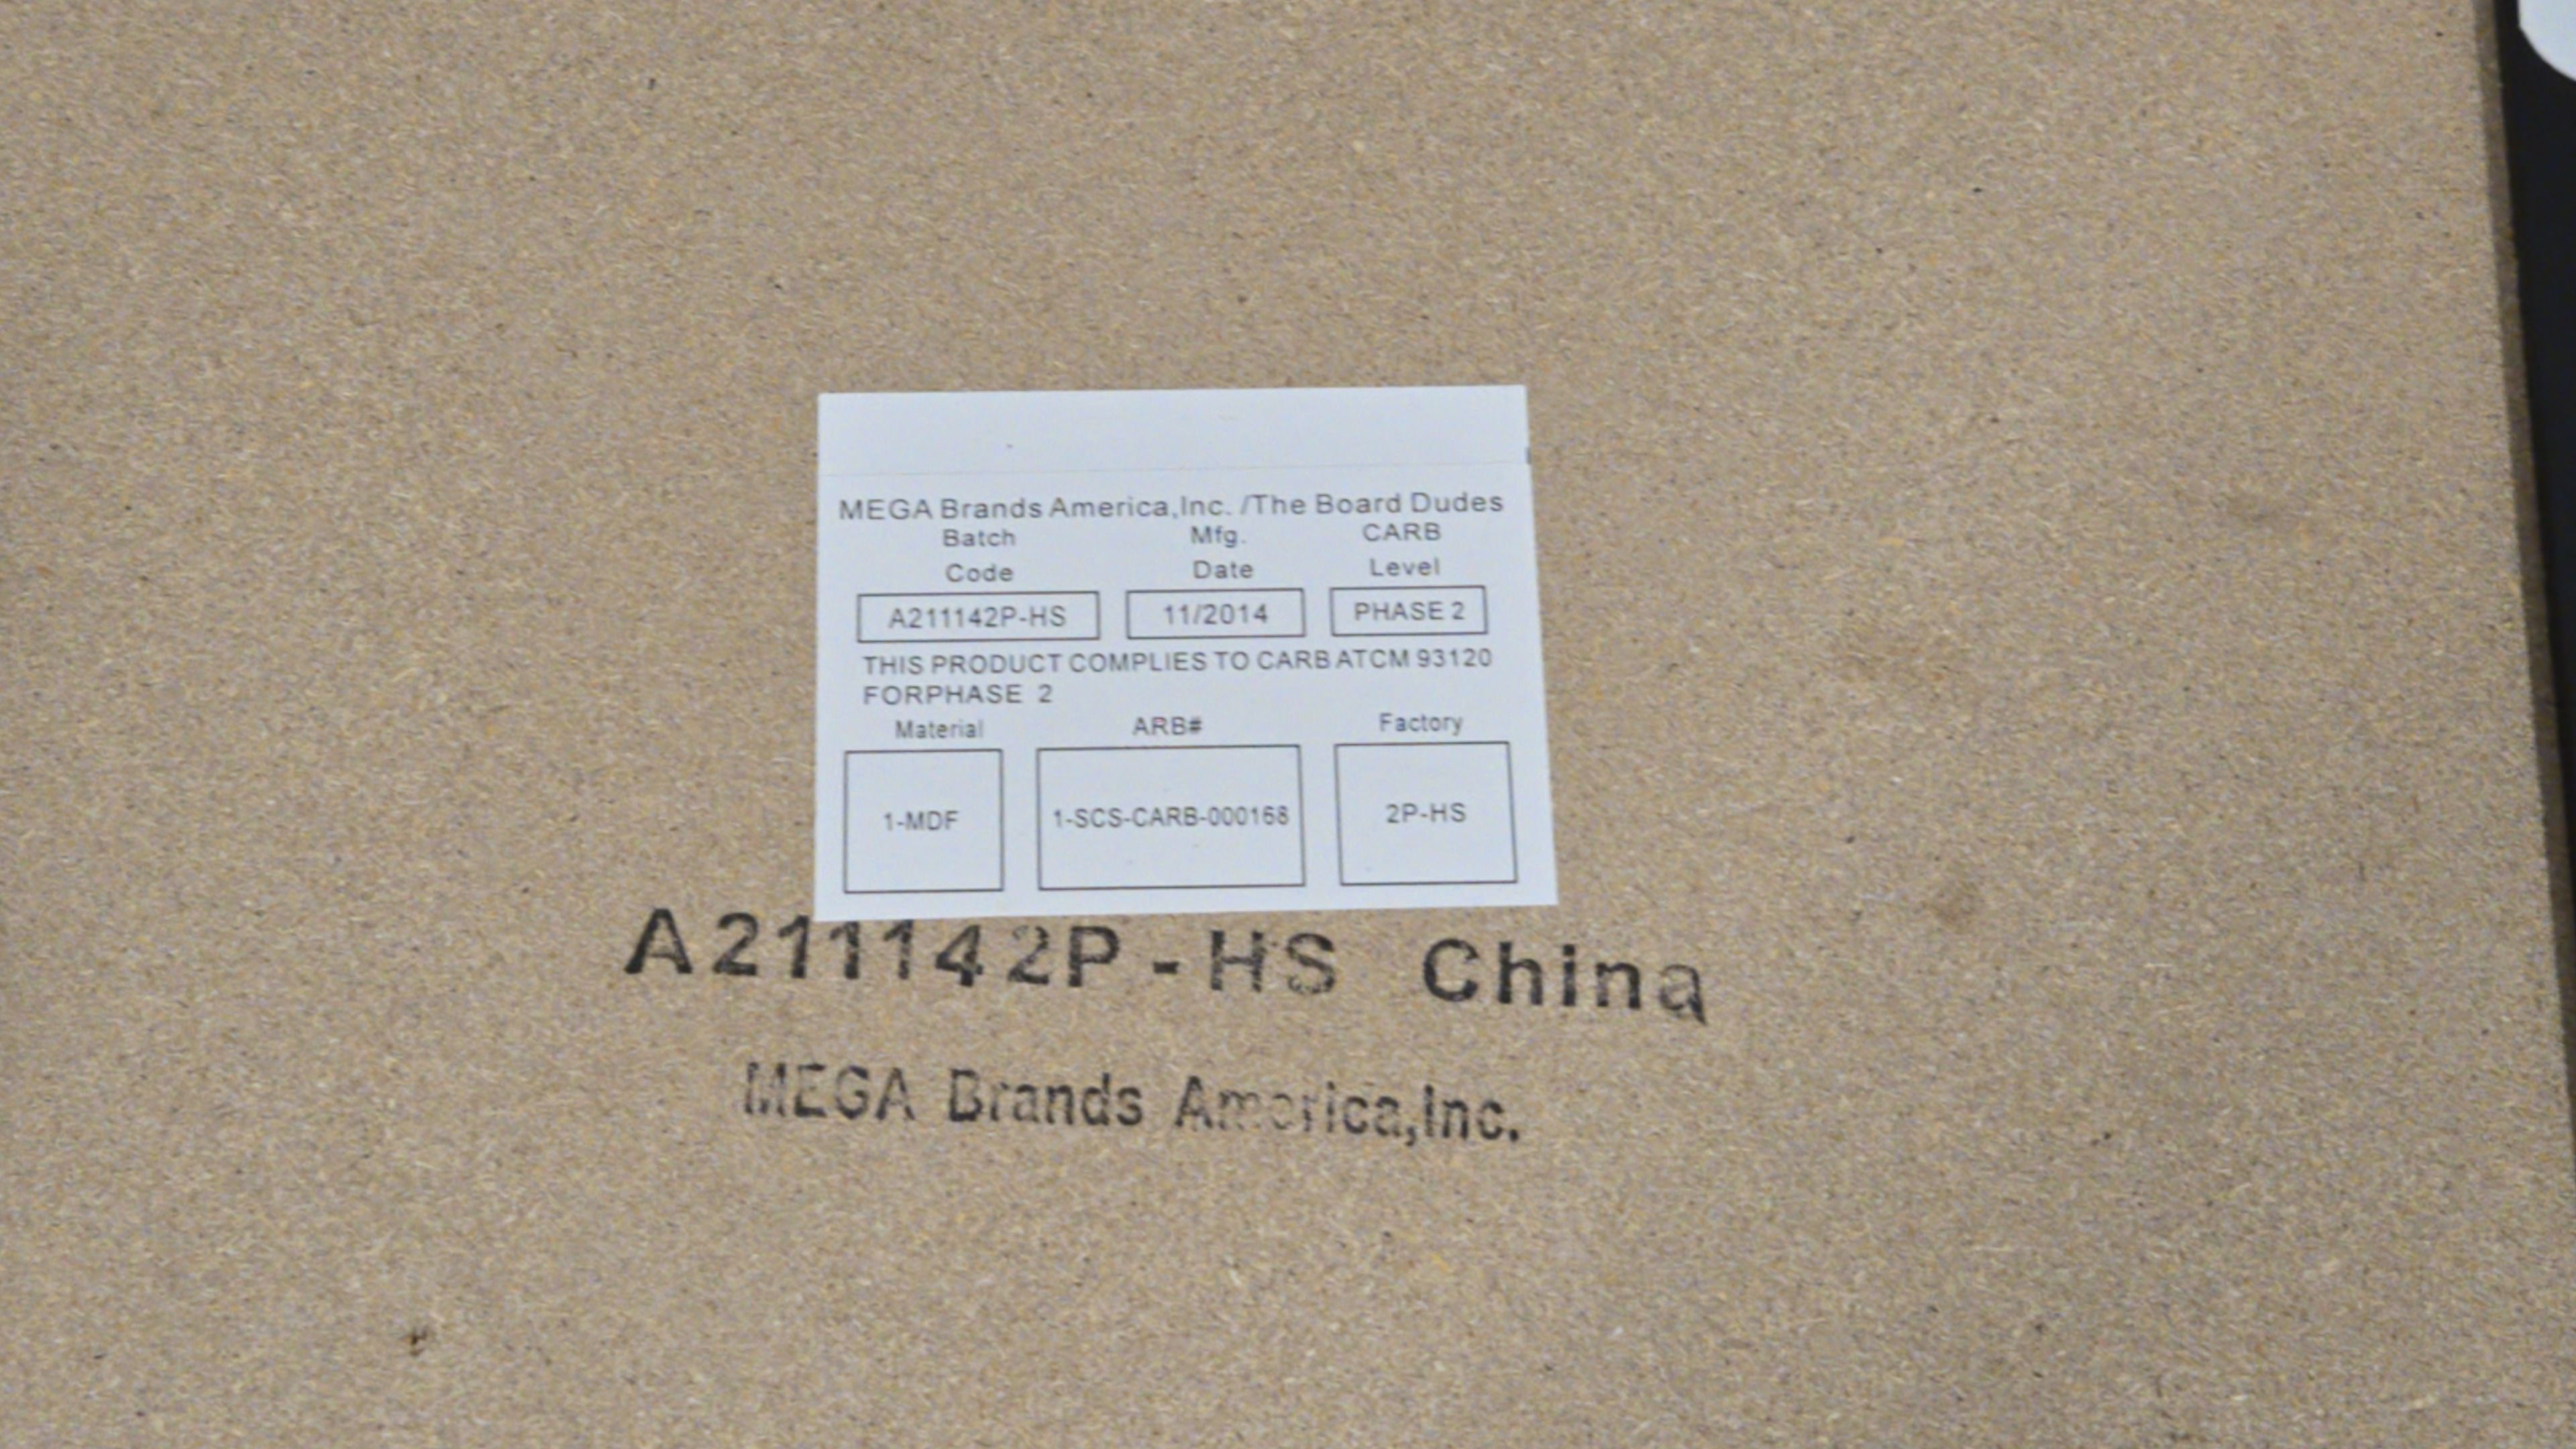 MEGA Brands America,Inc. /The Board Dudes
Batch Mfg. CARB
Code Date Level
A211142P-HS 11/2014 PHASE 2
THIS PRODUCT COMPLIES TO CARB ATCM 93120
FORPHASE 2
Material ARB# Factory
1-MDF 1-SCS-CARB-000168 2P-HS
A211142P-HS China
MEGA Brands America,Inc.